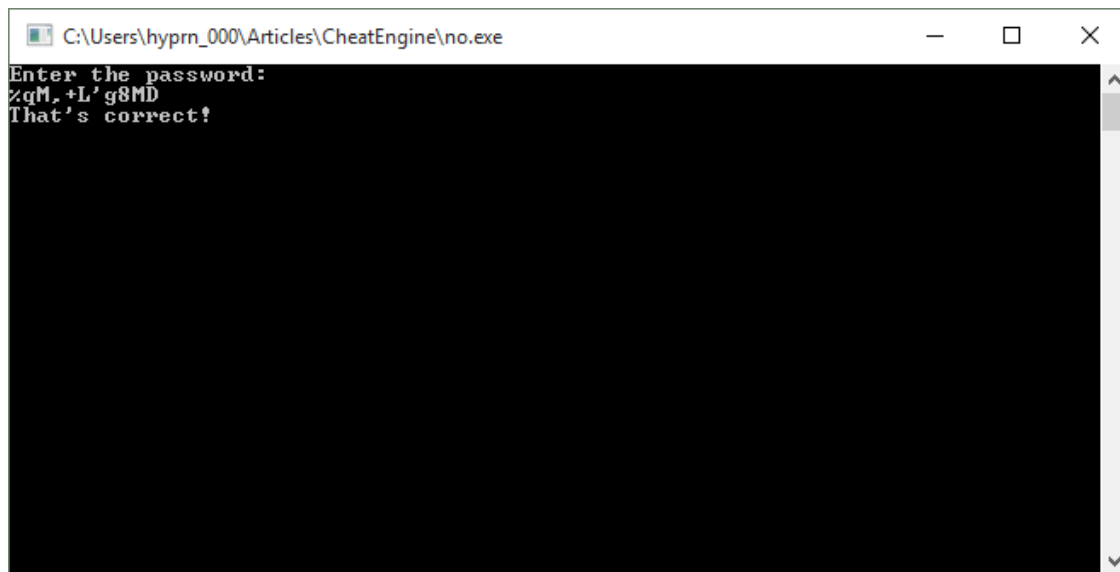 C:\Users\hyprn_000\Articles\CheatEngine\no.exe
Enter the password:
%qM,+L'g8MD
That's correct!